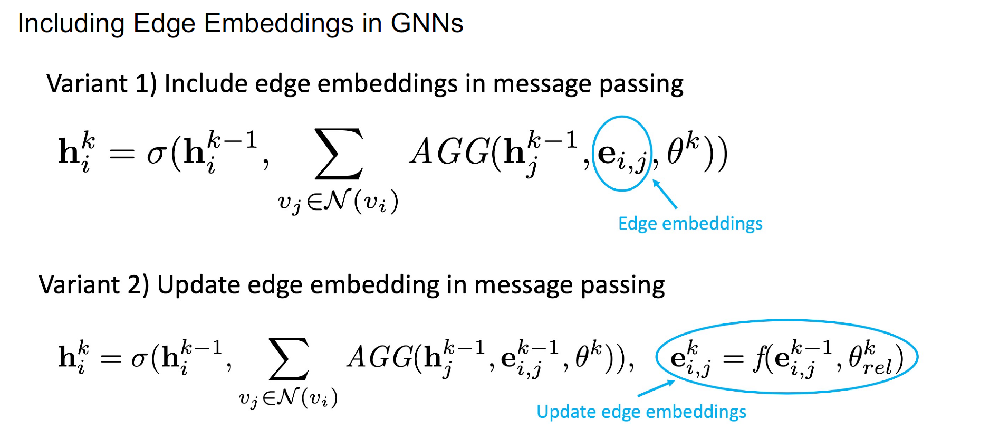 Including Edge Embeddings in GNNs
Variant 1) Include edge embeddings in message passing
$\mathbf{h}_i^k = \sigma(\mathbf{h}_i^{k-1}, \sum_{v_j \in \mathcal{N}(v_i)} AGG(\mathbf{h}_j^{k-1}, \mathbf{e}_{i,j}, \theta^k))$
Edge embeddings
Variant 2) Update edge embedding in message passing
$\mathbf{h}_i^k = \sigma(\mathbf{h}_i^{k-1}, \sum_{v_j \in \mathcal{N}(v_i)} AGG(\mathbf{h}_j^{k-1}, \mathbf{e}_{i,j}^{k-1}, \theta^k)), \quad \mathbf{e}_{i,j}^k = f(\mathbf{e}_{i,j}^{k-1}, \theta_{rel}^k)$
Update edge embeddings